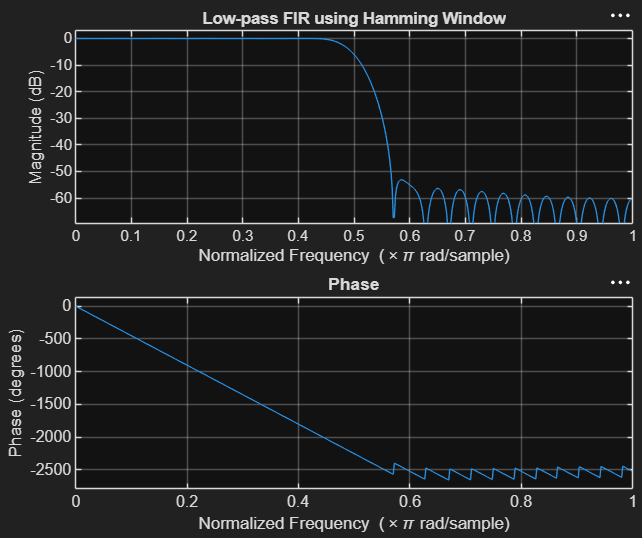 Low-pass FIR using Hamming Window
Magnitude (dB)
0
-10
-20
-30
-40
-50
-60
0 0.1 0.2 0.3 0.4 0.5 0.6 0.7 0.8 0.9 1
Normalized Frequency (× π rad/sample)
Phase
Phase (degrees)
0
-500
-1000
-1500
-2000
-2500
0 0.2 0.4 0.6 0.8 1
Normalized Frequency (× π rad/sample)